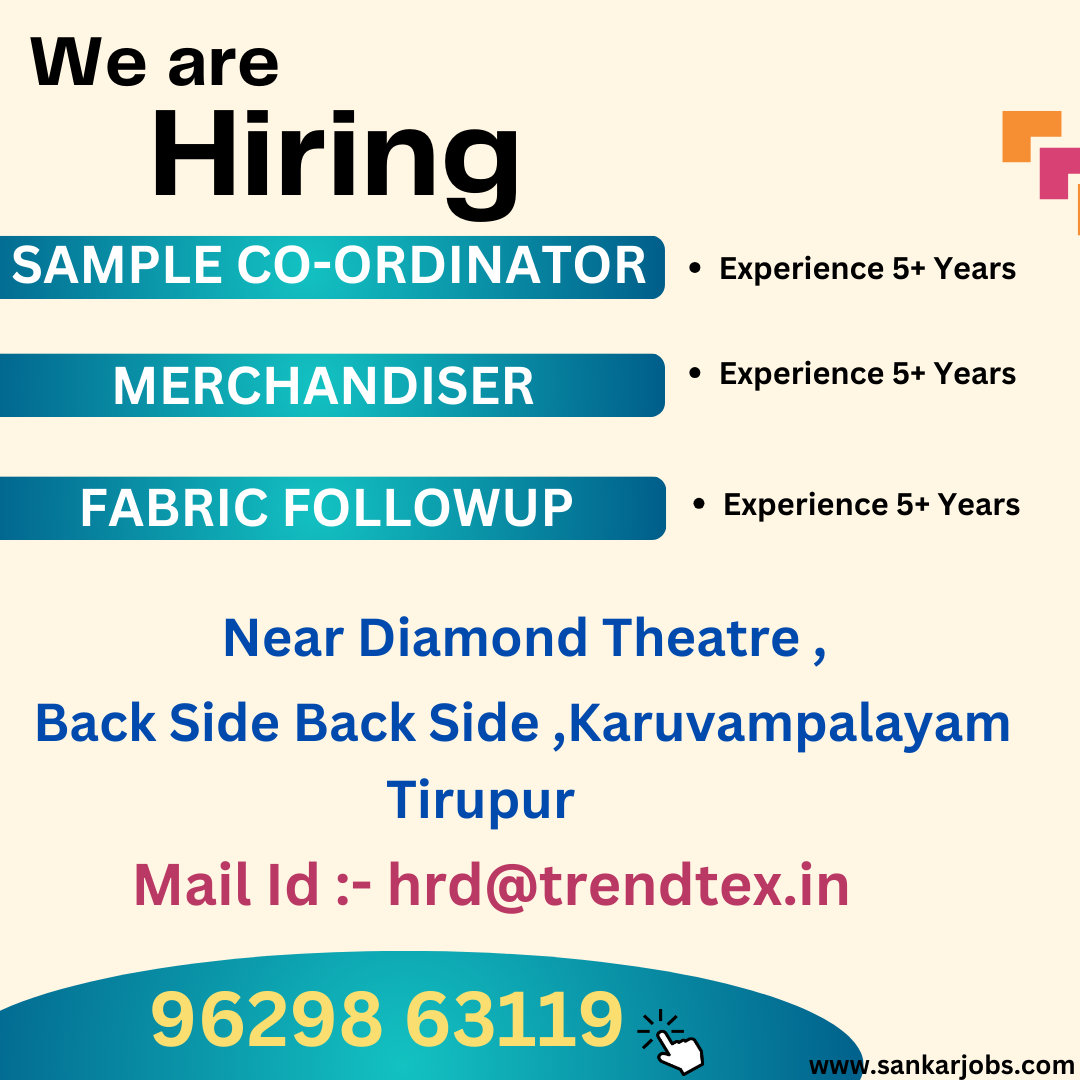 We are
Hiring
SAMPLE CO-ORDINATOR
• Experience 5+ Years
MERCHANDISER
• Experience 5+ Years
FABRIC FOLLOWUP
• Experience 5+ Years
Near Diamond Theatre ,
Back Side Back Side ,Karuvampalayam
Tirupur
Mail Id :- hrd@trendtex.in
96298 63119
www.sankarjobs.com